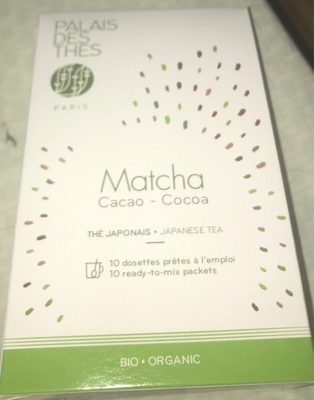 PALAIS
DES
THÉS
PARIS
Matcha
Cacao - Cocoa
THÉ JAPONAIS • JAPANESE TEA
10 dosettes prêtes à l'emploi
10 ready-to-mix packets
BIO • ORGANIC